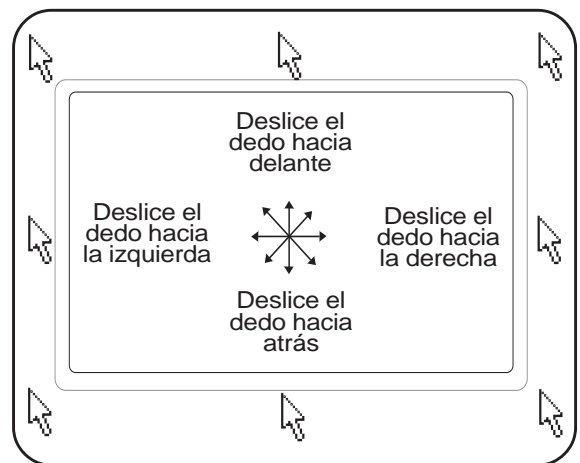 Deslice el
dedo hacia
delante
Deslice el
dedo hacia
la izquierda
Deslice el
dedo hacia
la derecha
Deslice el
dedo hacia
atrás